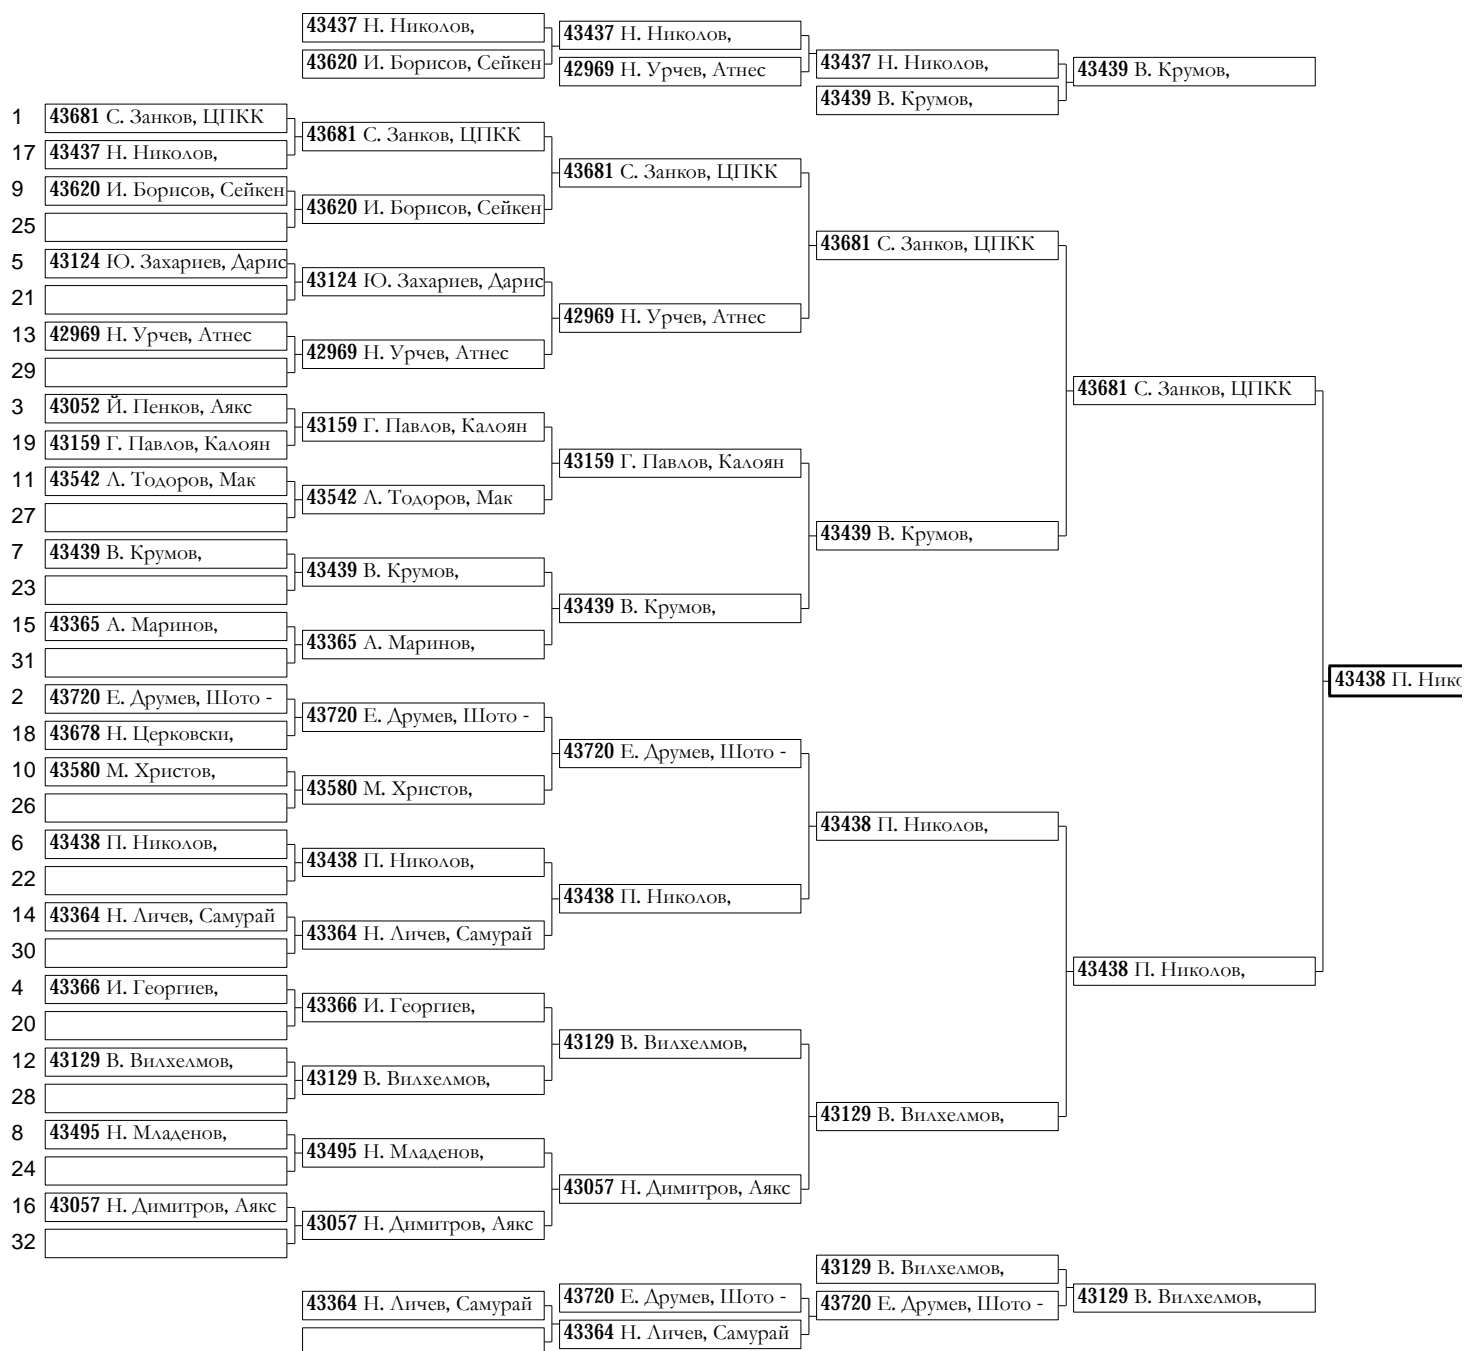 43437 Н. Николов,
43620 И. Борисов, Сейкен
43437 Н. Николов,
42969 Н. Урчев, Атнес
43437 Н. Николов,
43439 В. Крумов,
43439 В. Крумов,
1 43681 С. Занков, ЦПКК
17 43437 Н. Николов,
9 43620 И. Борисов, Сейкен
25
5 43124 Ю. Захариев, Дарис
21
13 42969 Н. Урчев, Атнес
29
3 43052 Й. Пенков, Аякс
19 43159 Г. Павлов, Калоян
11 43542 Л. Тодоров, Мак
27
7 43439 В. Крумов,
23
15 43365 А. Маринов,
31
2 43720 Е. Друмев, Шото -
18 43678 Н. Церковски,
10 43580 М. Христов,
26
6 43438 П. Николов,
22
14 43364 Н. Личев, Самурай
30
4 43366 И. Георгиев,
20
12 43129 В. Вилхелмов,
28
8 43495 Н. Младенов,
24
16 43057 Н. Димитров, Аякс
32
43681 С. Занков, ЦПКК
43620 И. Борисов, Сейкен
43124 Ю. Захариев, Дарис
42969 Н. Урчев, Атнес
43159 Г. Павлов, Калоян
43542 Л. Тодоров, Мак
43439 В. Крумов,
43365 А. Маринов,
43720 Е. Друмев, Шото -
43580 М. Христов,
43438 П. Николов,
43364 Н. Личев, Самурай
43366 И. Георгиев,
43129 В. Вилхелмов,
43495 Н. Младенов,
43057 Н. Димитров, Аякс
43681 С. Занков, ЦПКК
42969 Н. Урчев, Атнес
43159 Г. Павлов, Калоян
43439 В. Крумов,
43720 Е. Друмев, Шото -
43438 П. Николов,
43129 В. Вилхелмов,
43057 Н. Димитров, Аякс
43681 С. Занков, ЦПКК
43439 В. Крумов,
43438 П. Николов,
43129 В. Вилхелмов,
43681 С. Занков, ЦПКК
43438 П. Николов,
43438 П.
43364 Н. Личев, Самурай
43720 Е. Друмев, Шото -
43364 Н. Личев, Самурай
43129 В. Вилхелмов,
43720 Е. Друмев, Шото -
43129 В. Вилхелмов,